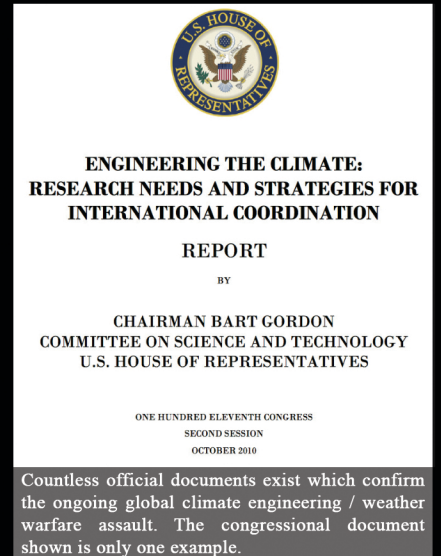 U.S. HOUSE OF
REPRESENTATIVES
ENGINEERING THE CLIMATE:
RESEARCH NEEDS AND STRATEGIES FOR
INTERNATIONAL COORDINATION
REPORT
BY
CHAIRMAN BART GORDON
COMMITTEE ON SCIENCE AND TECHNOLOGY
U.S. HOUSE OF REPRESENTATIVES
ONE HUNDRED ELEVENTH CONGRESS
SECOND SESSION
OCTOBER 2010
Countless official documents exist which confirm
the ongoing global climate engineering / weather
warfare assault. The congressional document
shown is only one example.